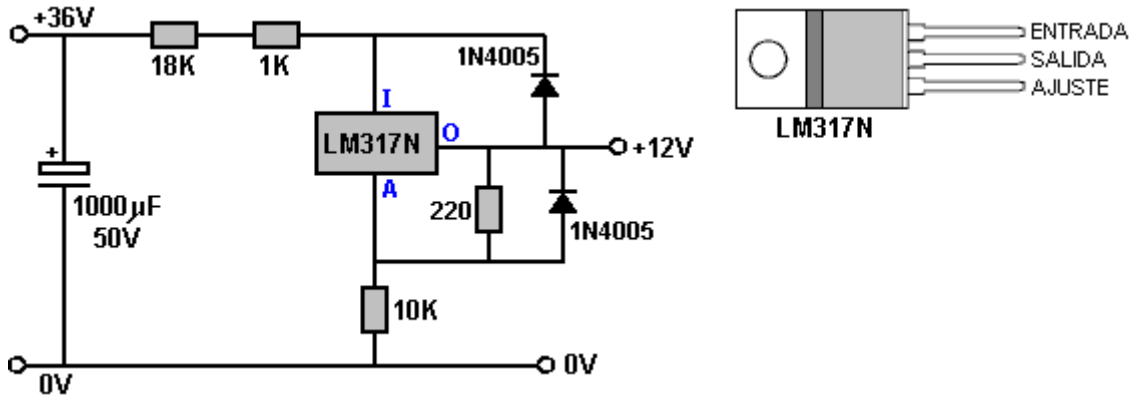 +36V
18K
1K
1N4005
I
LM317N
O
+12V
A
+
1000µF
50V
220
1N4005
10K
0V
0V
ENTRADA
SALIDA
AJUSTE
LM317N